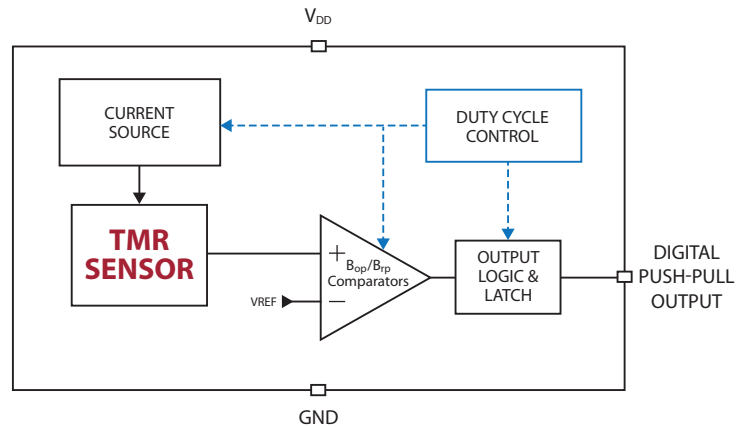 VDD
CURRENT
SOURCE
DUTY CYCLE
CONTROL
TMR
SENSOR
+
Bop/Brp
Comparators
VREF
−
OUTPUT
LOGIC &
LATCH
DIGITAL
PUSH-PULL
OUTPUT
GND